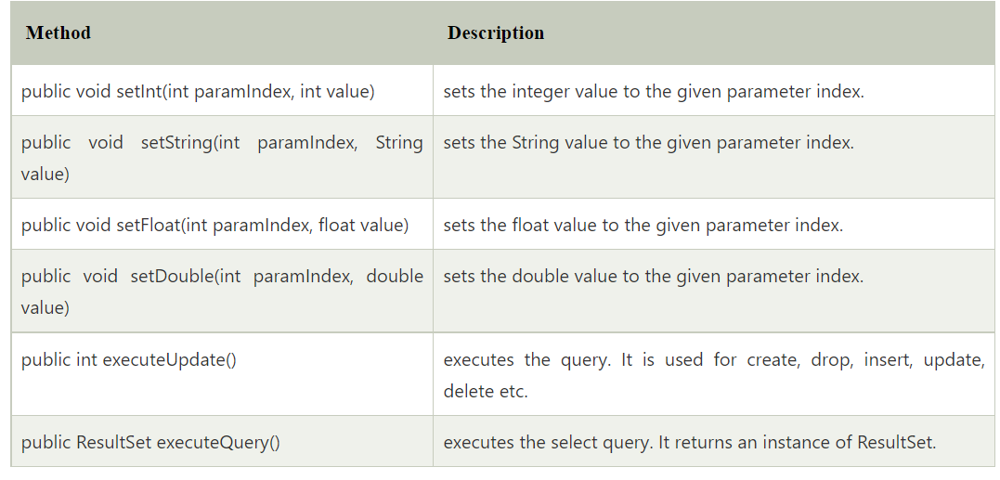 Method Description
public void setInt(int paramIndex, int value) sets the integer value to the given parameter index.
public void setString(int paramIndex, String sets the String value to the given parameter index.
value)
public void setFloat(int paramIndex, float value) sets the float value to the given parameter index.
public void setDouble(int paramIndex, double sets the double value to the given parameter index.
value)
public int executeUpdate() executes the query. It is used for create, drop, insert, update,
delete etc.
public ResultSet executeQuery() executes the select query. It returns an instance of ResultSet.